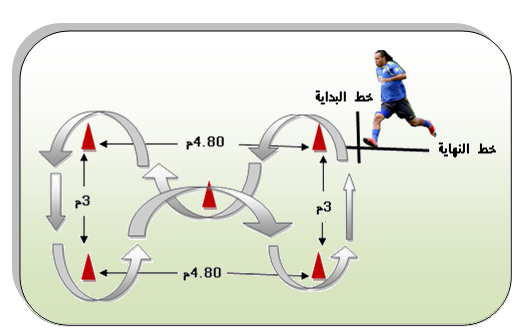 خط البداية
خط النهاية
4.80م
3م
3م
4.80م